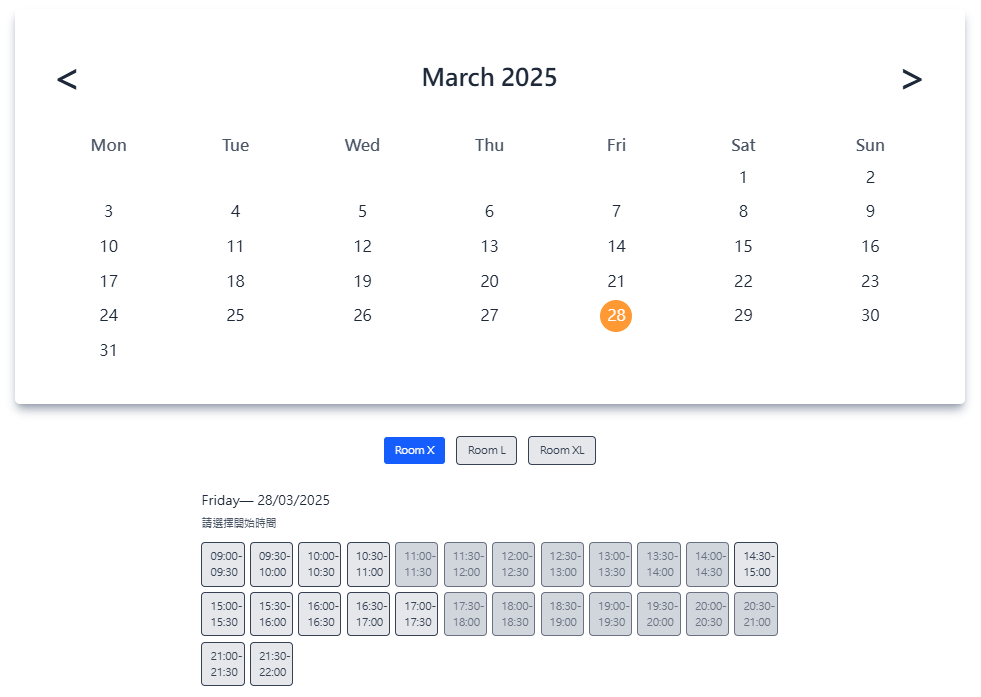 < March 2025 >
Mon Tue Wed Thu Fri Sat Sun
1 2
3 4 5 6 7 8 9
10 11 12 13 14 15 16
17 18 19 20 21 22 23
24 25 26 27 28 29 30
31
Room X Room L Room XL
Friday— 28/03/2025
請選擇開始時間
09:00- 09:30- 10:00- 10:30- 11:00- 11:30- 12:00- 12:30- 13:00- 13:30- 14:00- 14:30-
09:30 10:00 10:30 11:00 11:30 12:00 12:30 13:00 13:30 14:00 14:30 15:00
15:00- 15:30- 16:00- 16:30- 17:00- 17:30- 18:00- 18:30- 19:00- 19:30- 20:00- 20:30-
15:30 16:00 16:30 17:00 17:30 18:00 18:30 19:00 19:30 20:00 20:30 21:00
21:00- 21:30-
21:30 22:00